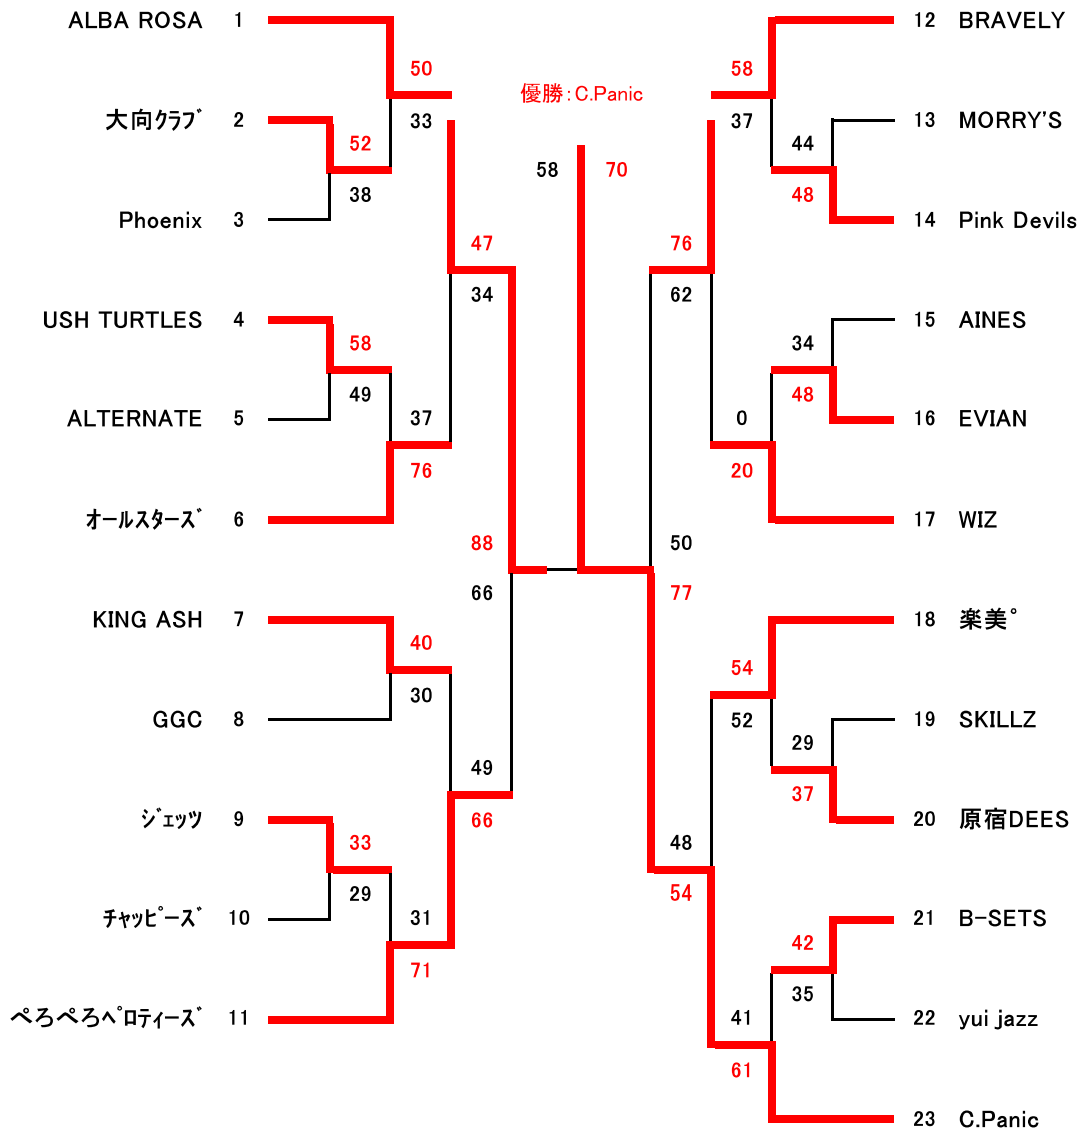 ALBA ROSA 1
大向ｸﾗﾌﾞ 2
Phoenix 3
USH TURTLES 4
ALTERNATE 5
ｵｰﾙｽﾀｰｽﾞ 6
KING ASH 7
GGC 8
ｼﾞｪｯﾂ 9
ﾁｬｯﾋﾟｰｽﾞ 10
ぺろぺろﾍﾟﾛﾃｨｰｽﾞ 11
50
33
52
38
47
34
58
49
37
76
88
66
40
30
49
66
33
29
31
71
優勝：C.Panic
58 70
58
37
44
48
76
62
34
48
0
20
50
77
54
52
29
37
48
54
42
35
41
61
12 BRAVELY
13 MORRY'S
14 Pink Devils
15 AINES
16 EVIAN
17 WIZ
18 楽美゜
19 SKILLZ
20 原宿DEES
21 B-SETS
22 yui jazz
23 C.Panic